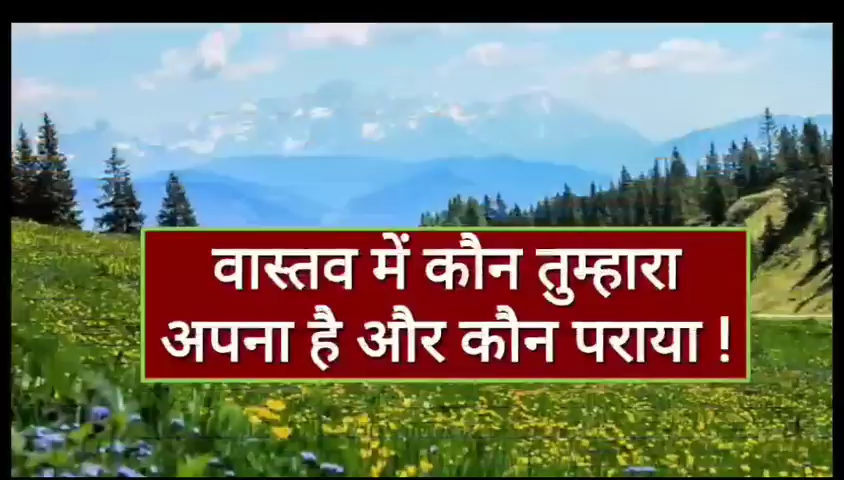 वास्तव में कौन तुम्हारा
अपना है और कौन पराया !